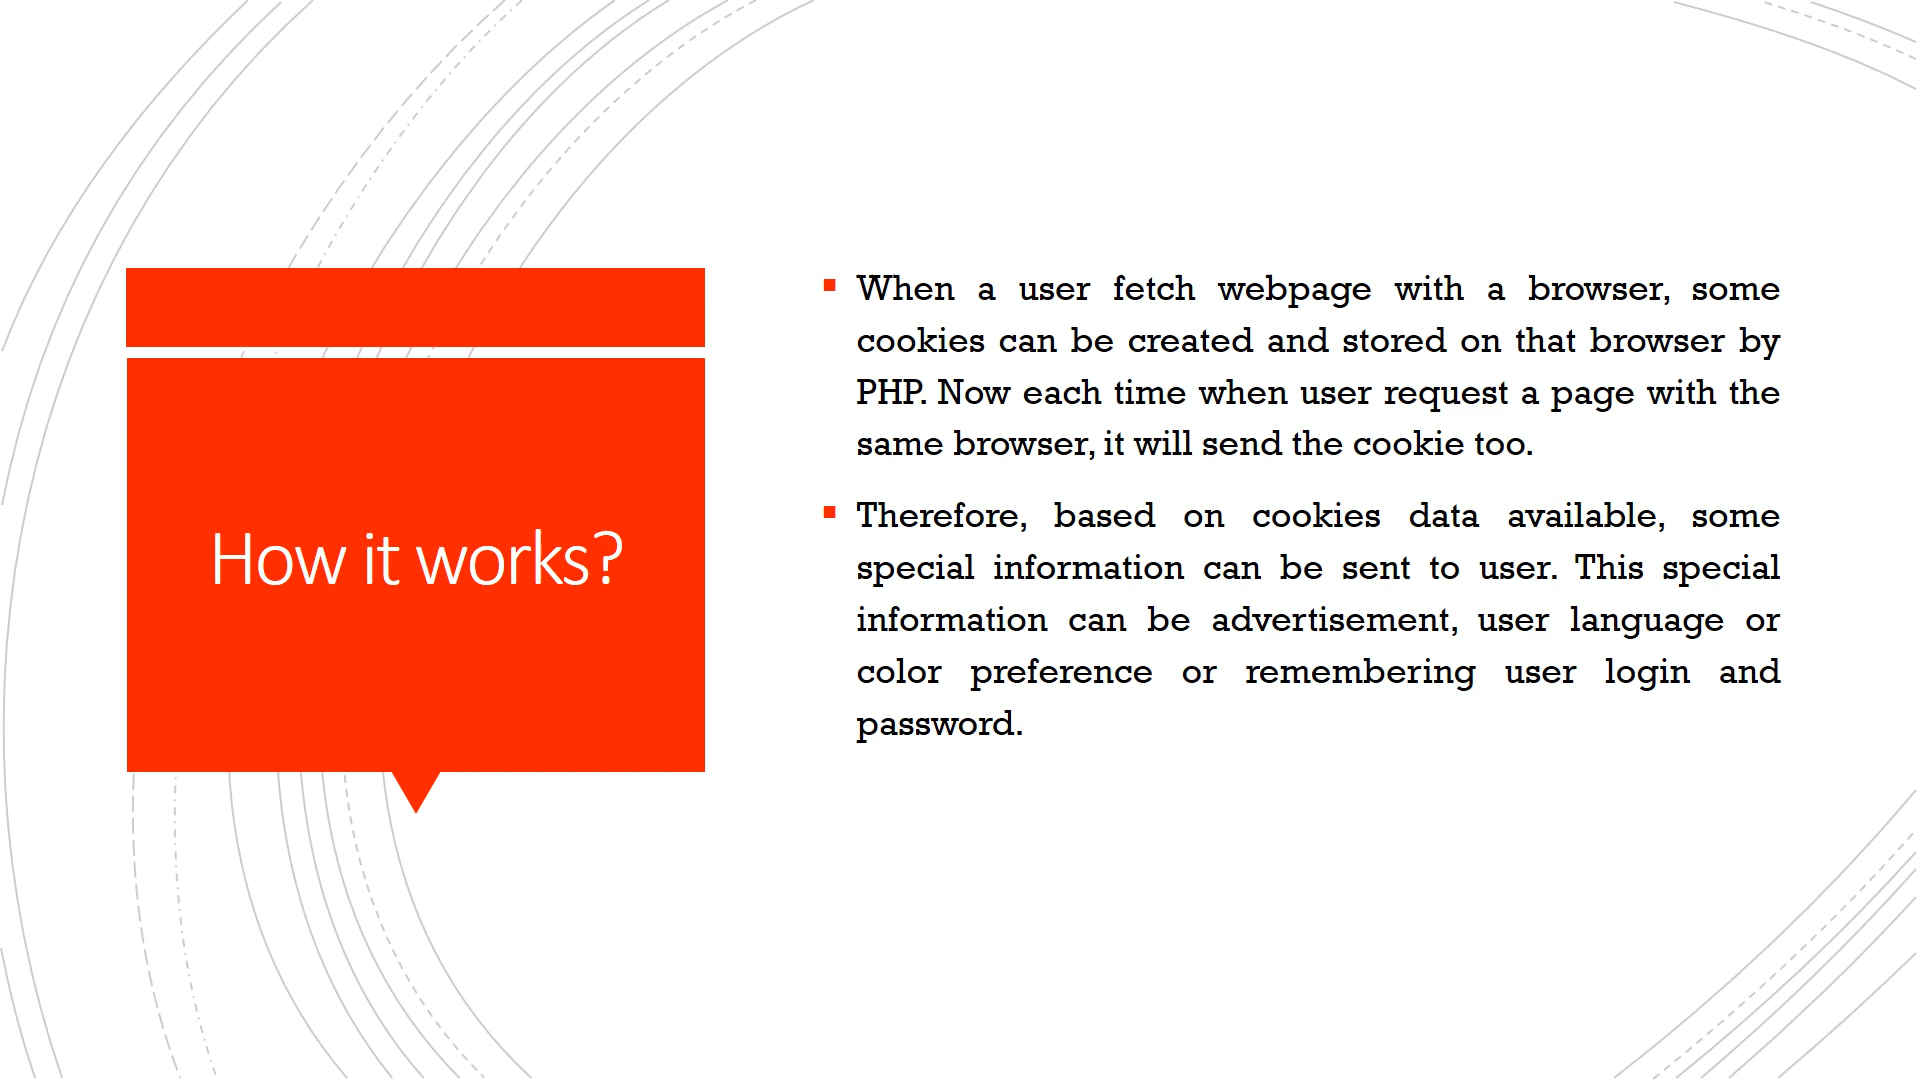 How it works?
When a user fetch webpage with a browser, some
cookies can be created and stored on that browser by
PHP. Now each time when user request a page with the
same browser, it will send the cookie too.
Therefore, based on cookies data available, some
special information can be sent to user. This special
information can be advertisement, user language or
color preference or remembering user login and
password.